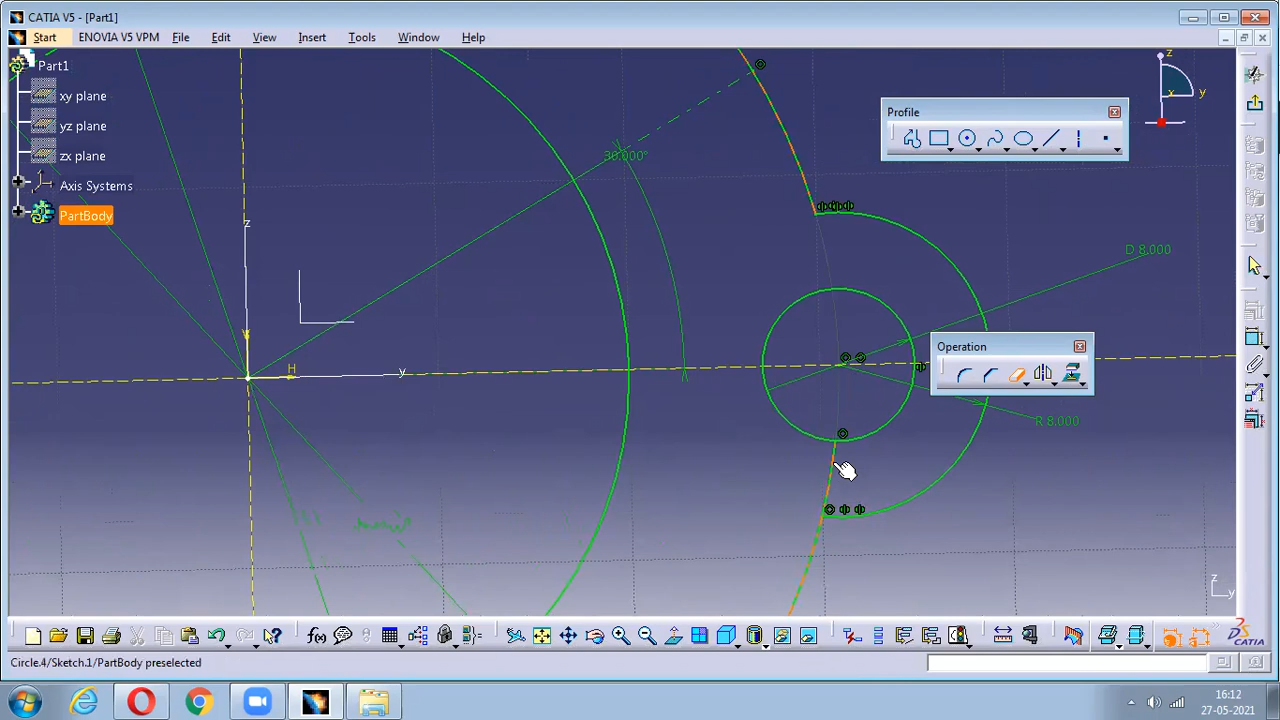 CATIA V5 - [Part1]
Start ENOVIA V5 VPM File Edit View Insert Tools Window Help
Part1
xy plane
yz plane
zx plane
Axis Systems
PartBody
z
y
H
30.000°
Profile
z
x
y
D 8.000
Operation
R 8.000
z
y
f(x)
CATIA
Circle.4/Sketch.1/PartBody preselected
16:12
27-05-2021